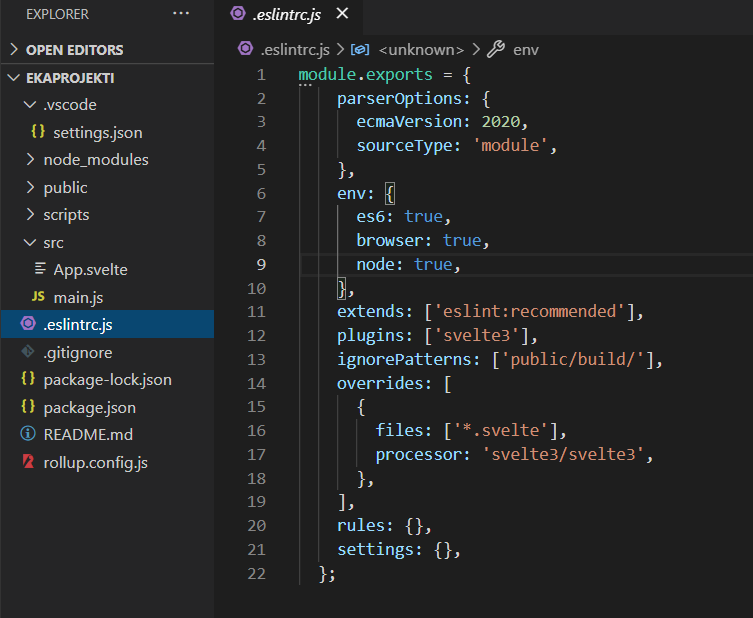 EXPLORER ...
OPEN EDITORS
EKAPROJEKTI
.vscode
{} settings.json
node_modules
public
scripts
src
App.svelte
JS main.js
.eslintrc.js
.gitignore
{} package-lock.json
{} package.json
README.md
rollup.config.js
.eslintrc.js
.eslintrc.js > <unknown> > env
1 module.exports = {
2 parserOptions: {
3 ecmaVersion: 2020,
4 sourceType: 'module',
5 },
6 env: {
7 es6: true,
8 browser: true,
9 node: true,
10 },
11 extends: ['eslint:recommended'],
12 plugins: ['svelte3'],
13 ignorePatterns: ['public/build/'],
14 overrides: [
15 {
16 files: ['*.svelte'],
17 processor: 'svelte3/svelte3',
18 },
19 ],
20 rules: {},
21 settings: {},
22 };